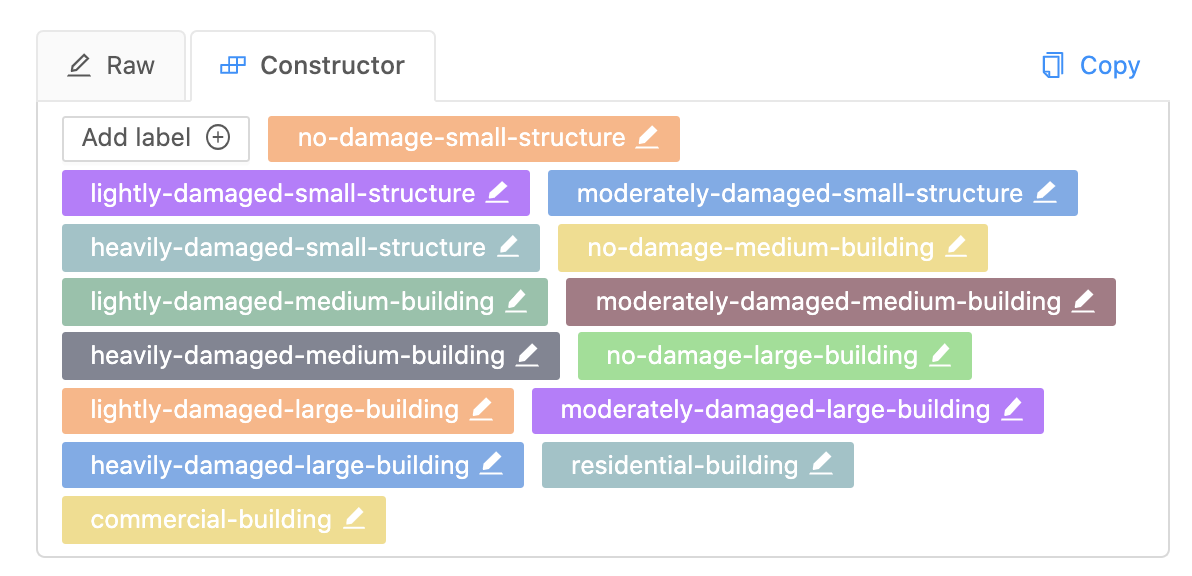 Raw Constructor Copy
Add label no-damage-small-structure
lightly-damaged-small-structure moderately-damaged-small-structure
heavily-damaged-small-structure no-damage-medium-building
lightly-damaged-medium-building moderately-damaged-medium-building
heavily-damaged-medium-building no-damage-large-building
lightly-damaged-large-building moderately-damaged-large-building
heavily-damaged-large-building residential-building
commercial-building